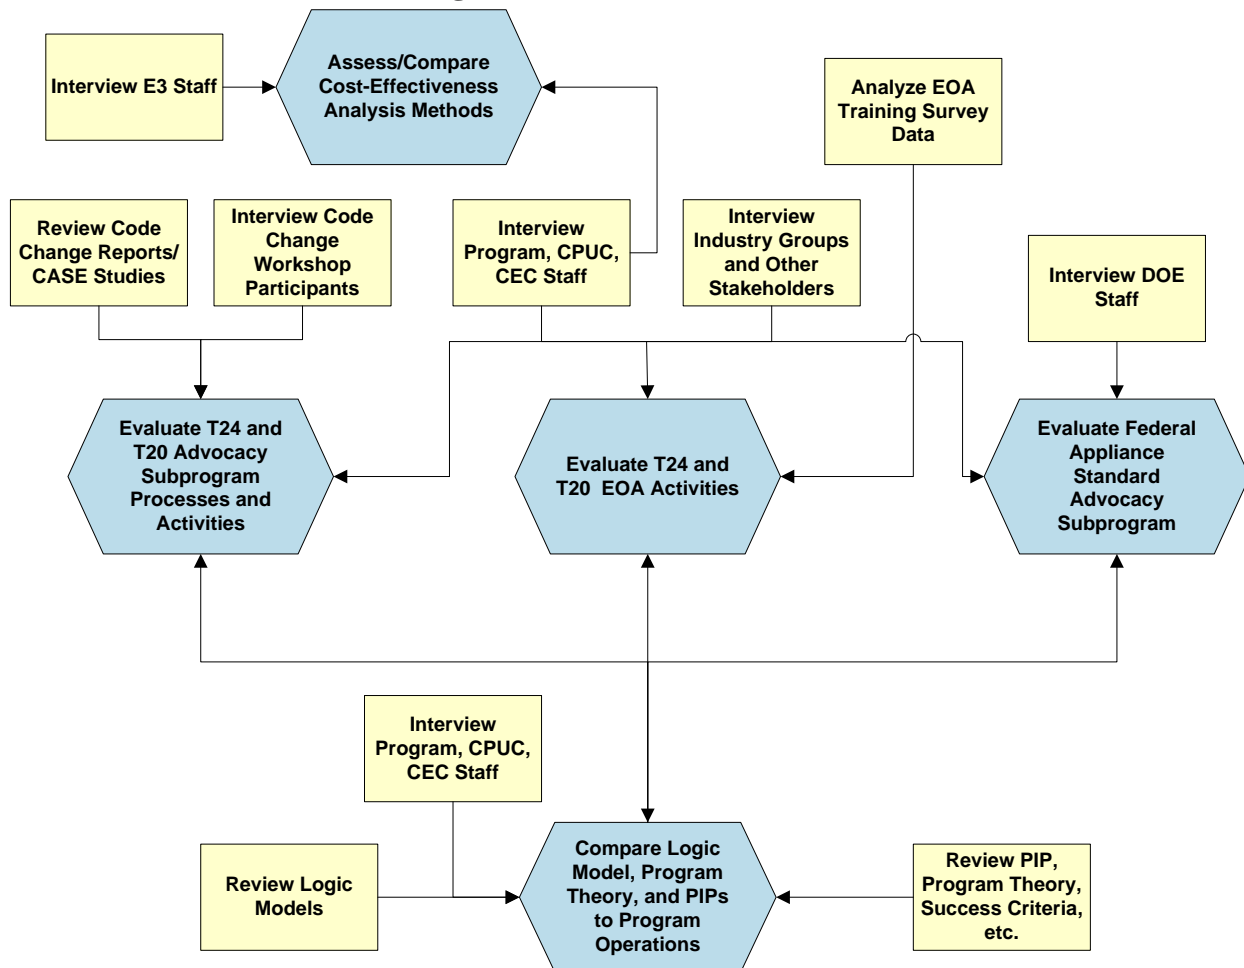 Interview E3 Staff
Assess/Compare
Cost-Effectiveness
Analysis Methods
Analyze EOA
Training Survey
Data
Review Code
Change Reports/
CASE Studies
Interview Code
Change
Workshop
Participants
Interview
Program, CPUC,
CEC Staff
Interview
Industry Groups
and Other
Stakeholders
Interview DOE
Staff
Evaluate T24 and
T20 Advocacy
Subprogram
Processes and
Activities
Evaluate T24 and
T20 EOA Activities
Evaluate Federal
Appliance
Standard
Advocacy
Subprogram
Interview
Program, CPUC,
CEC Staff
Review Logic
Models
Compare Logic
Model, Program
Theory, and PIPs
to Program
Operations
Review PIP,
Program Theory,
Success Criteria,
etc.